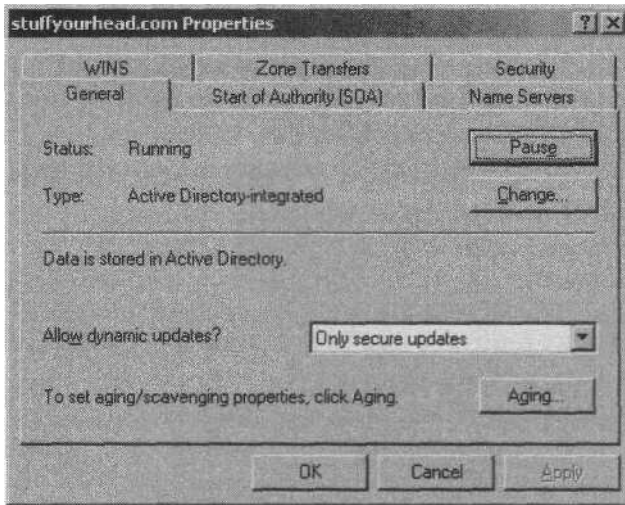 stuffyourhead.com Properties
WINS Zone Transfers Security
General Start of Authority (SOA) Name Servers
Status: Running Pause
Type: Active Directory-integrated Change...
Data is stored in Active Directory.
Allow dynamic updates? Only secure updates
To set aging/scavenging properties, click Aging. Aging...
OK Cancel Apply